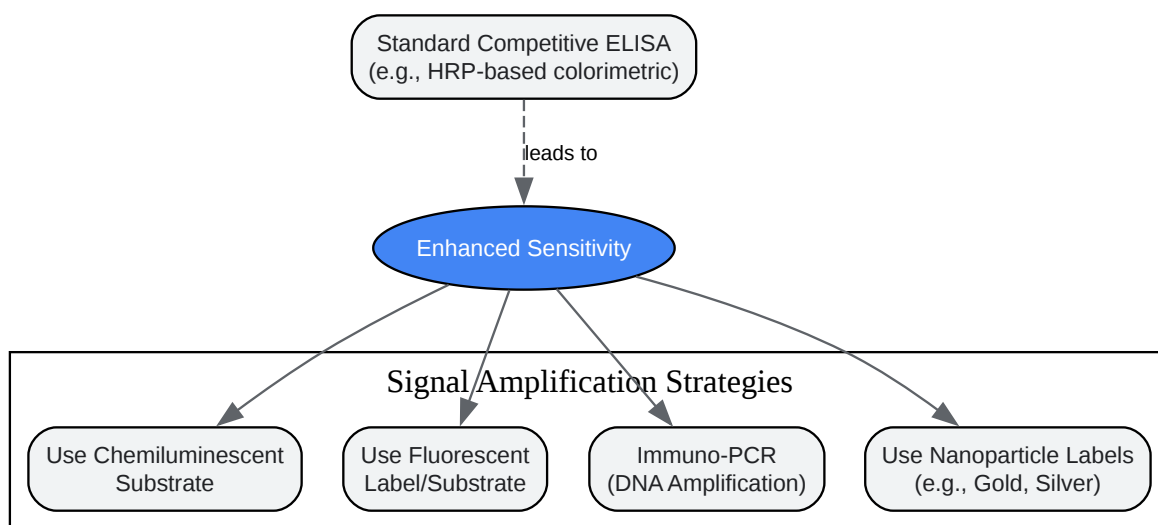 Standard Competitive ELISA
(e.g., HRP-based colorimetric)
leads to
Enhanced Sensitivity
Signal Amplification Strategies
Use Chemiluminescent
Substrate
Use Fluorescent
Label/Substrate
Immuno-PCR
(DNA Amplification)
Use Nanoparticle Labels
(e.g., Gold, Silver)